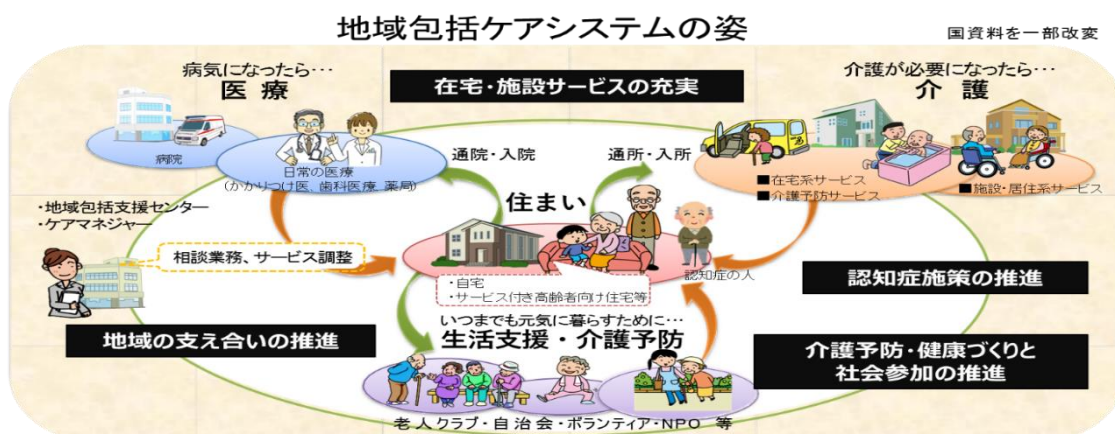 地域包括ケアシステムの姿
国資料を一部改変
病気になったら…
医療
在宅・施設サービスの充実
介護が必要になったら…
介護
病院
日常の医療
(かかりつけ医、歯科医療、薬局)
通院・入院
通所・入所
■在宅系サービス
■介護予防サービス
■施設・居住系サービス
・地域包括支援センター
・ケアマネジャー
住まい
相談業務、サービス調整
認知症の人
・自宅
・サービス付き高齢者向け住宅等
認知症施策の推進
地域の支え合いの推進
いつまでも元気に暮らすために…
生活支援・介護予防
介護予防・健康づくりと
社会参加の推進
老人クラブ・自治会・ボランティア・NPO 等